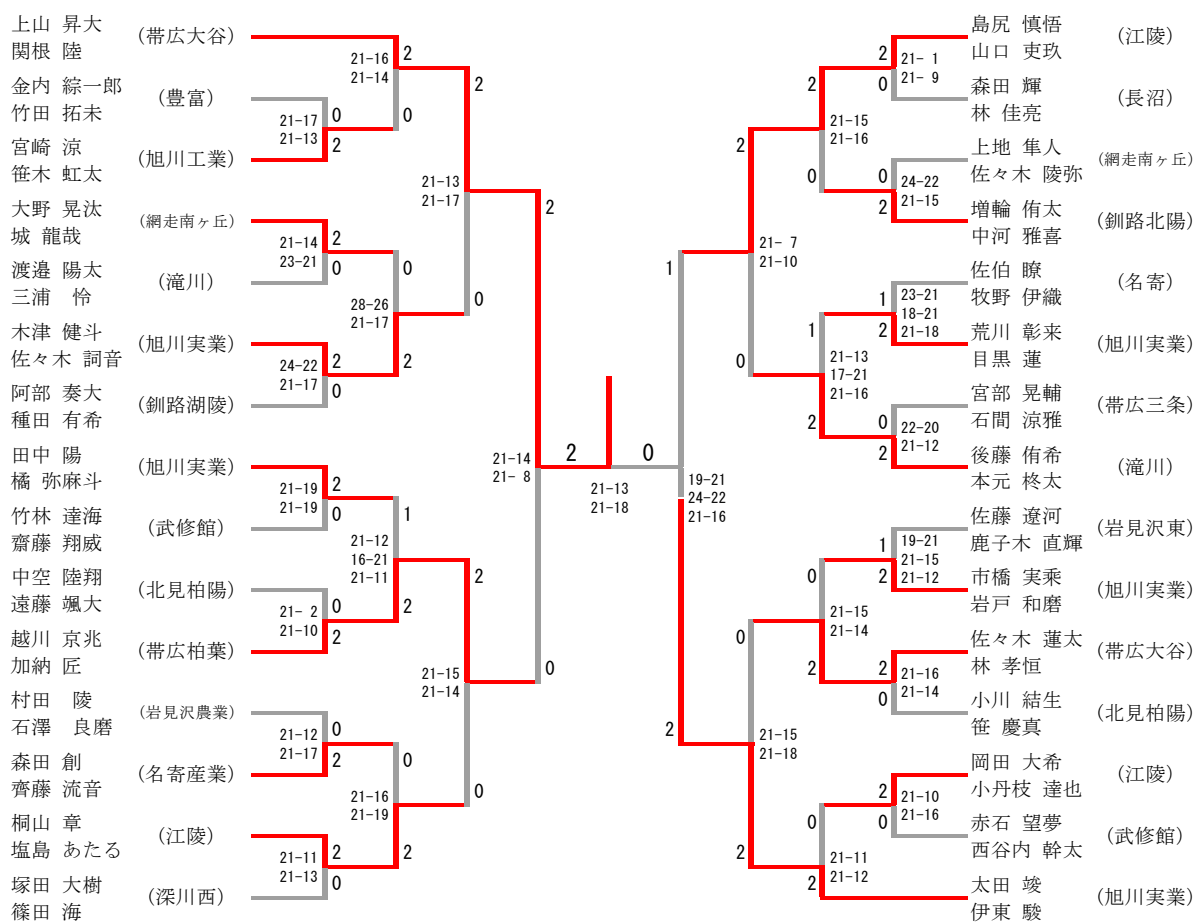 上山 昇大
関根 陸
(帯広大谷)
金内 綜一郎
竹田 拓未
(豊富)
宮崎 涼
笹木 虹太
(旭川工業)
大野 晃汰
城 龍哉
(網走南ヶ丘)
渡邉 陽太
三浦 怜
(滝川)
木津 健斗
佐々木 詞音
(旭川実業)
阿部 奏大
種田 有希
(釧路湖陵)
田中 陽
橘 弥麻斗
(旭川実業)
竹林 達海
齋藤 翔威
(武修館)
中空 陸翔
遠藤 颯大
(北見柏陽)
越川 京兆
加納 匠
(帯広柏葉)
村田 陵
石澤 良磨
(岩見沢農業)
森田 創
齊藤 流音
(名寄産業)
桐山 章
塩島 あたる
(江陵)
塚田 大樹
篠田 海
(深川西)
0
21-17
21-13
2
2
21-14
23-21
0
2
24-22
21-17
0
2
21-19
21-19
0
0
21- 2
21-10
2
0
21-12
21-17
2
2
21-11
21-13
0
2
21-16
21-14
0
0
28-26
21-17
2
1
21-12
16-21
21-11
2
0
21-16
21-19
2
2
21-13
21-17
0
2
21-15
21-14
0
2
21-14
21- 8
0
2
0
21-13
21-18
1
19-21
24-22
21-16
2
2
21- 7
21-10
0
0
21-15
21-18
2
2
21-15
21-16
0
1
21-13
17-21
21-16
2
0
21-15
21-14
2
0
21-11
21-12
2
2
21- 1
21- 9
0
0
24-22
21-15
2
1
23-21
18-21
21-18
2
0
22-20
21-12
2
1
19-21
21-15
21-12
2
2
21-16
21-14
0
2
21-10
21-16
0
島尻 慎悟
山口 吏玖
(江陵)
森田 輝
林 佳亮
(長沼)
上地 隼人
佐々木 陵弥
(網走南ヶ丘)
増輪 侑太
中河 雅喜
(釧路北陽)
佐伯 瞭
牧野 伊織
(名寄)
荒川 彰来
目黒 蓮
(旭川実業)
宮部 晃輔
石間 涼雅
(帯広三条)
後藤 侑希
本元 柊太
(滝川)
佐藤 遼河
鹿子木 直輝
(岩見沢東)
市橋 実乗
岩戸 和磨
(旭川実業)
佐々木 蓮太
林 孝恒
(帯広大谷)
小川 結生
笹 慶真
(北見柏陽)
岡田 大希
小丹枝 達也
(江陵)
赤石 望夢
西谷内 幹太
(武修館)
太田 竣
伊東 駿
(旭川実業)